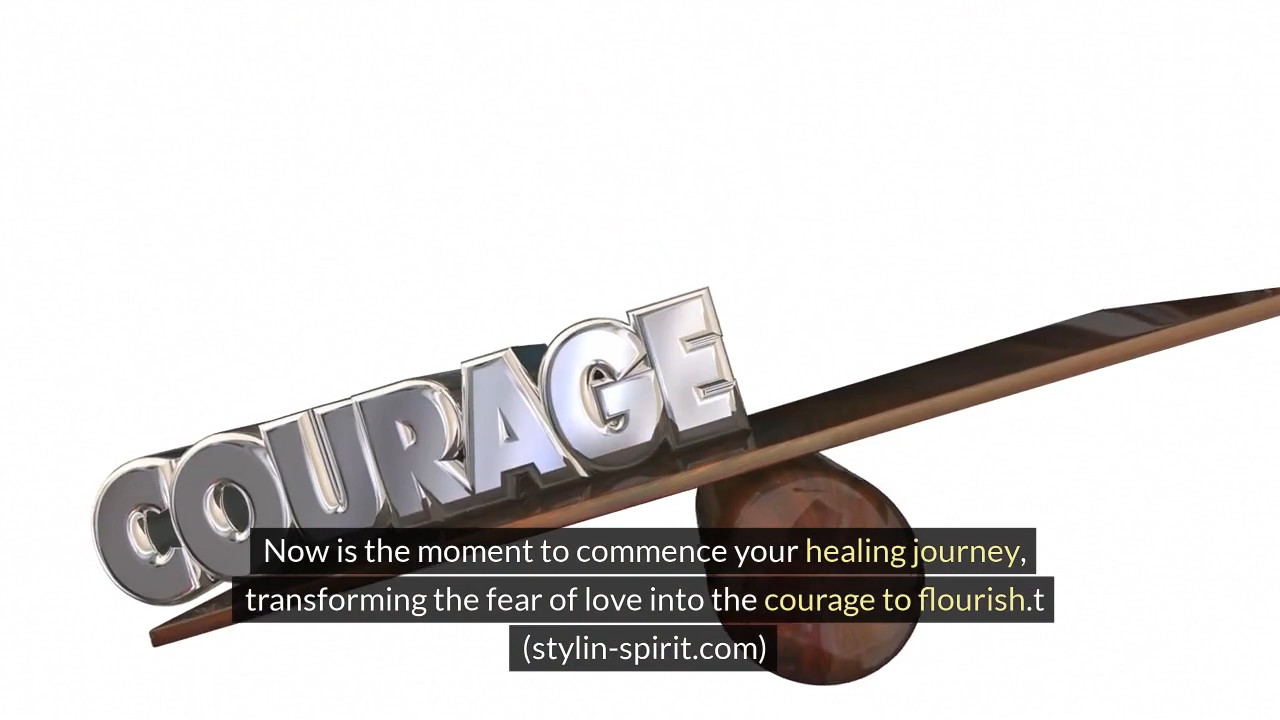 COURAGE
Now is the moment to commence your healing journey,
transforming the fear of love into the courage to flourish.t
(stylin-spirit.com)